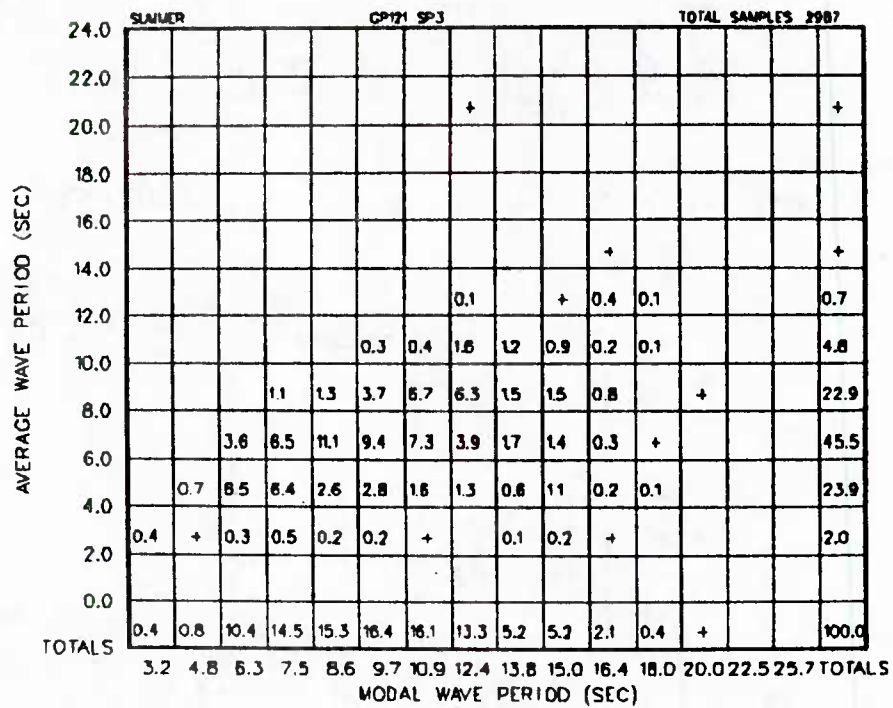 SUMMER GP121 SP3 TOTAL SAMPLES 2987
24.0
22.0
+ +
20.0
18.0
16.0
+ +
14.0
0.1 + 0.4 0.1 0.7
12.0
0.3 0.4 1.6 1.2 0.9 0.2 0.1 4.8
10.0
1.1 1.3 3.7 6.7 6.3 1.5 1.5 0.8 + 22.9
8.0
3.6 6.5 11.1 9.4 7.3 3.9 1.7 1.4 0.3 + 45.5
6.0
0.7 6.5 6.4 2.6 2.8 1.6 1.3 0.6 1.1 0.2 0.1 23.9
4.0
0.4 + 0.3 0.5 0.2 0.2 + 0.1 0.2 + 2.0
2.0
0.0
0.4 0.8 10.4 14.5 15.3 16.4 16.1 13.3 5.2 5.2 2.1 0.4 + 100.0
TOTALS
3.2 4.8 6.3 7.5 8.6 9.7 10.9 12.4 13.8 15.0 16.4 18.0 20.0 22.5 25.7 TOTALS
MODAL WAVE PERIOD (SEC)
AVERAGE WAVE PERIOD (SEC)